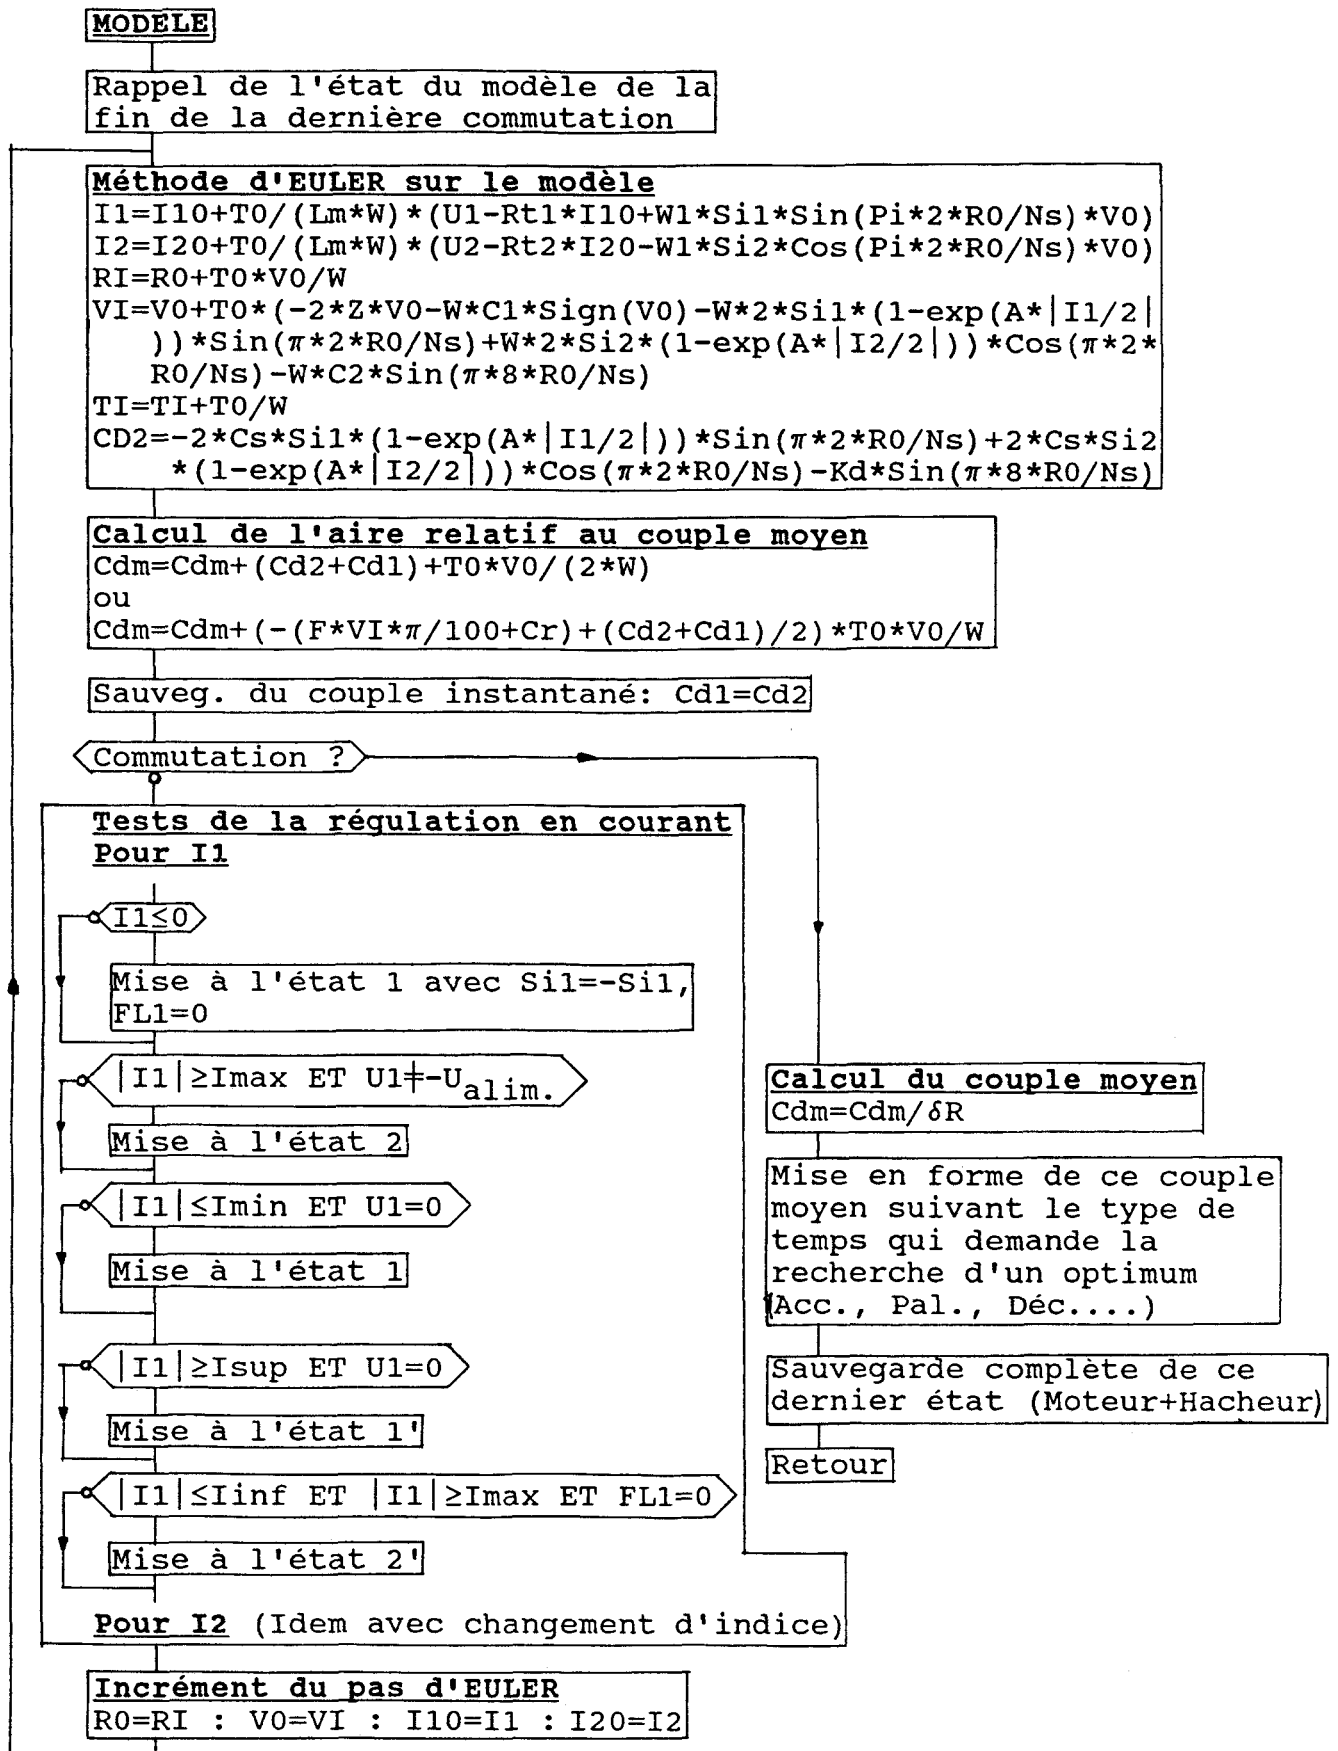 MODELE
Rappel de l'état du modèle de la
fin de la dernière commutation
Méthode d'EULER sur le modèle
I1=I10+T0/(Lm*W)*(U1-Rt1*I10+W1*Si1*Sin(Pi*2*R0/Ns)*V0)
I2=I20+T0/(Lm*W)*(U2-Rt2*I20-W1*Si2*Cos(Pi*2*R0/Ns)*V0)
RI=R0+T0*V0/W
VI=V0+T0*(-2*Z*V0-W*C1*Sign(V0)-W*2*Si1*(1-exp(A*|I1/2|
))*Sin(π*2*R0/Ns)+W*2*Si2*(1-exp(A*|I2/2|))*Cos(π*2*
R0/Ns)-W*C2*Sin(π*8*R0/Ns)
TI=TI+T0/W
CD2=-2*Cs*Si1*(1-exp(A*|I1/2|))*Sin(π*2*R0/Ns)+2*Cs*Si2
*(1-exp(A*|I2/2|))*Cos(π*2*R0/Ns)-Kd*Sin(π*8*R0/Ns)
Calcul de l'aire relatif au couple moyen
Cdm=Cdm+(Cd2+Cd1)+T0*V0/(2*W)
ou
Cdm=Cdm+(-(F*VI*π/100+Cr)+(Cd2+Cd1)/2)*T0*V0/W
Sauveg. du couple instantané: Cd1=Cd2
Commutation ?
Tests de la régulation en courant
Pour I1
I1≤0
Mise à l'état 1 avec Si1=-Si1,
FL1=0
|I1|≥Imax ET U1≠-Ualim.
Mise à l'état 2
|I1|≤Imin ET U1=0
Mise à l'état 1
|I1|≥Isup ET U1=0
Mise à l'état 1'
|I1|≤Iinf ET |I1|≥Imax ET FL1=0
Mise à l'état 2'
Pour I2 (Idem avec changement d'indice)
Incrément du pas d'EULER
R0=RI : V0=VI : I10=I1 : I20=I2
Calcul du couple moyen
Cdm=Cdm/δR
Mise en forme de ce couple
moyen suivant le type de
temps qui demande la
recherche d'un optimum
(Acc., Pal., Déc....)
Sauvegarde complète de ce
dernier état (Moteur+Hacheur)
Retour